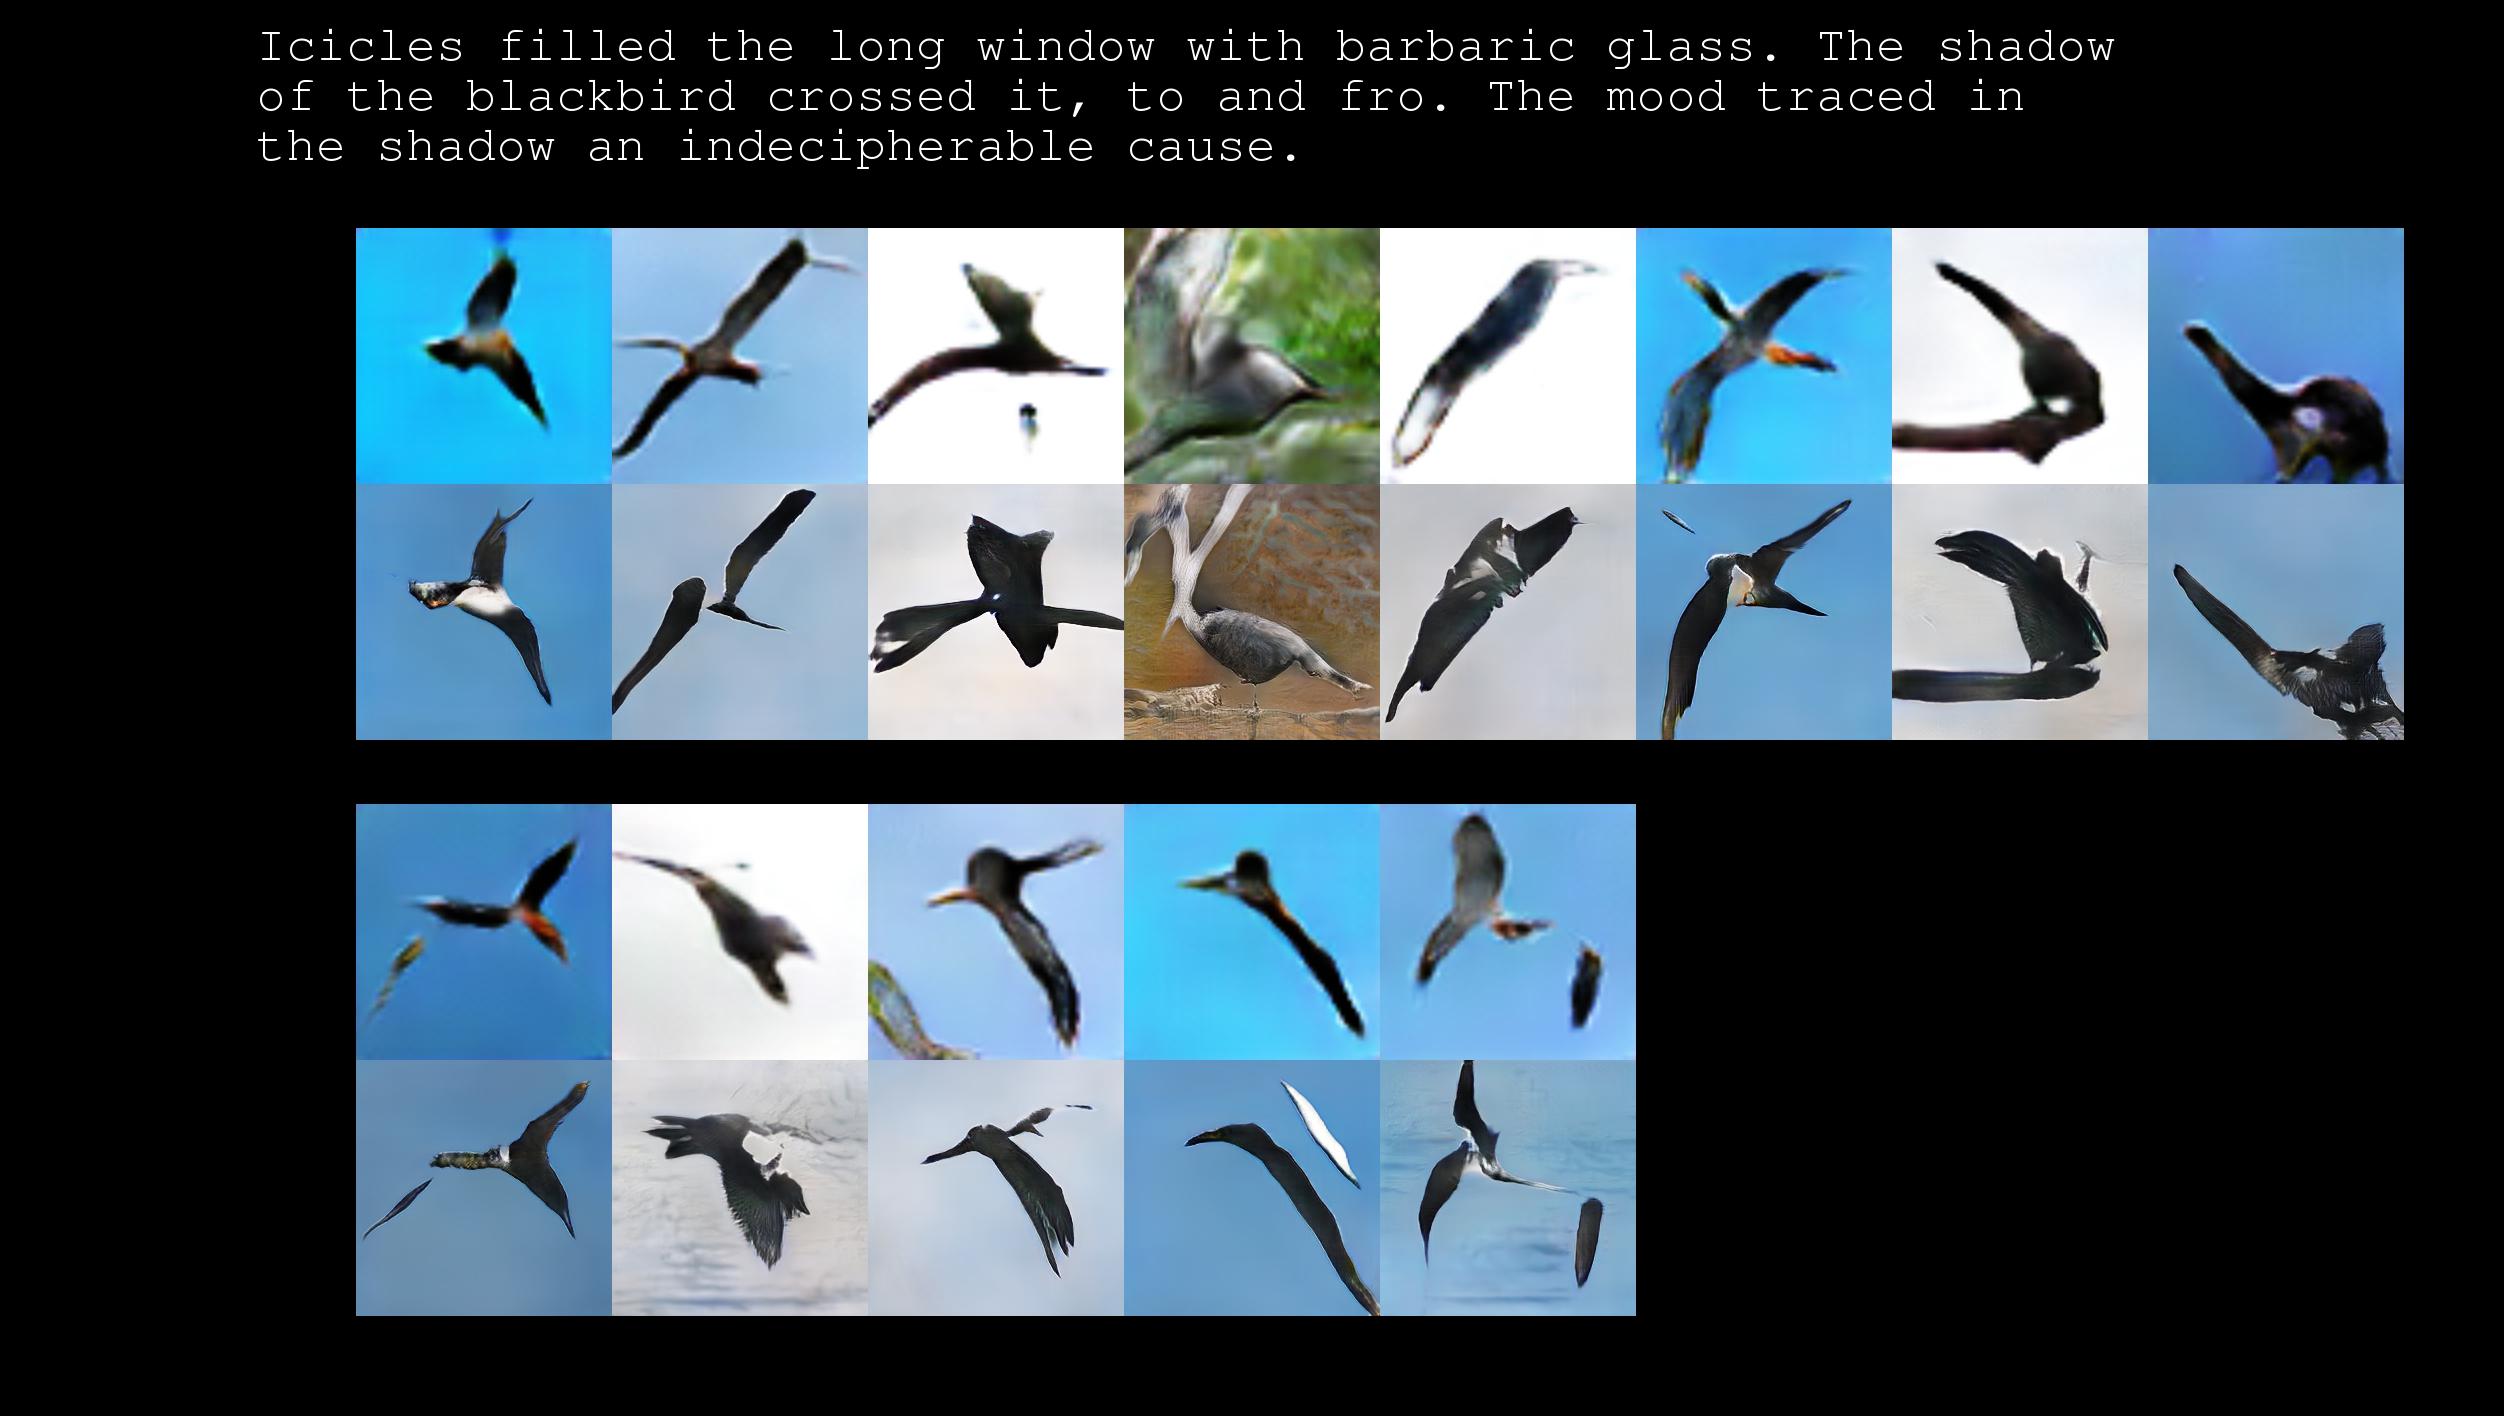 Icicles filled the long window with barbaric glass. The shadow
of the blackbird crossed it, to and fro. The mood traced in
the shadow an indecipherable cause.